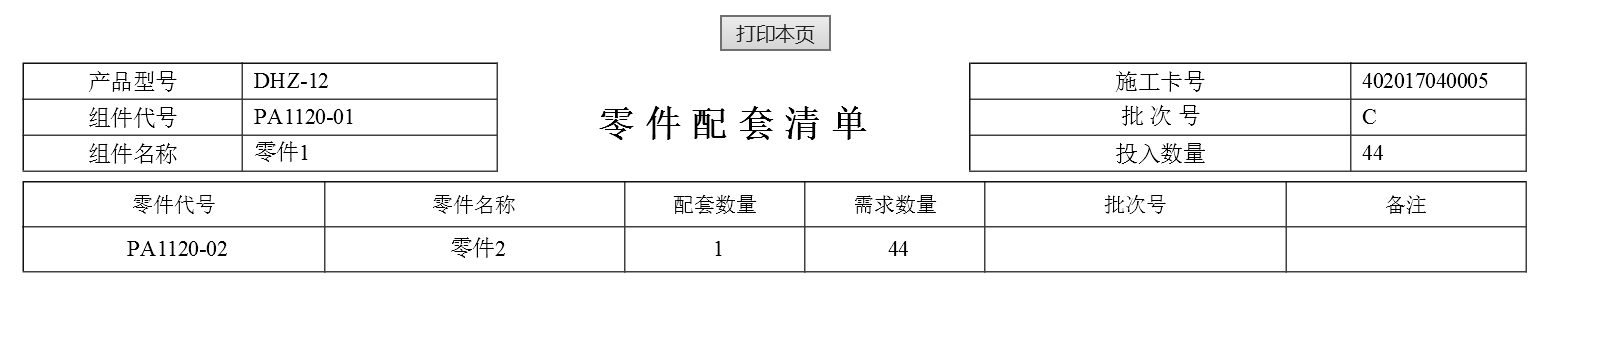 打印本页
产品型号 DHZ-12 施工卡号 402017040005
组件代号 PA1120-01 零件配套清单 批 次 号 C
组件名称 零件1 投入数量 44
零件代号 零件名称 配套数量 需求数量 批次号 备注
PA1120-02 零件2 1 44